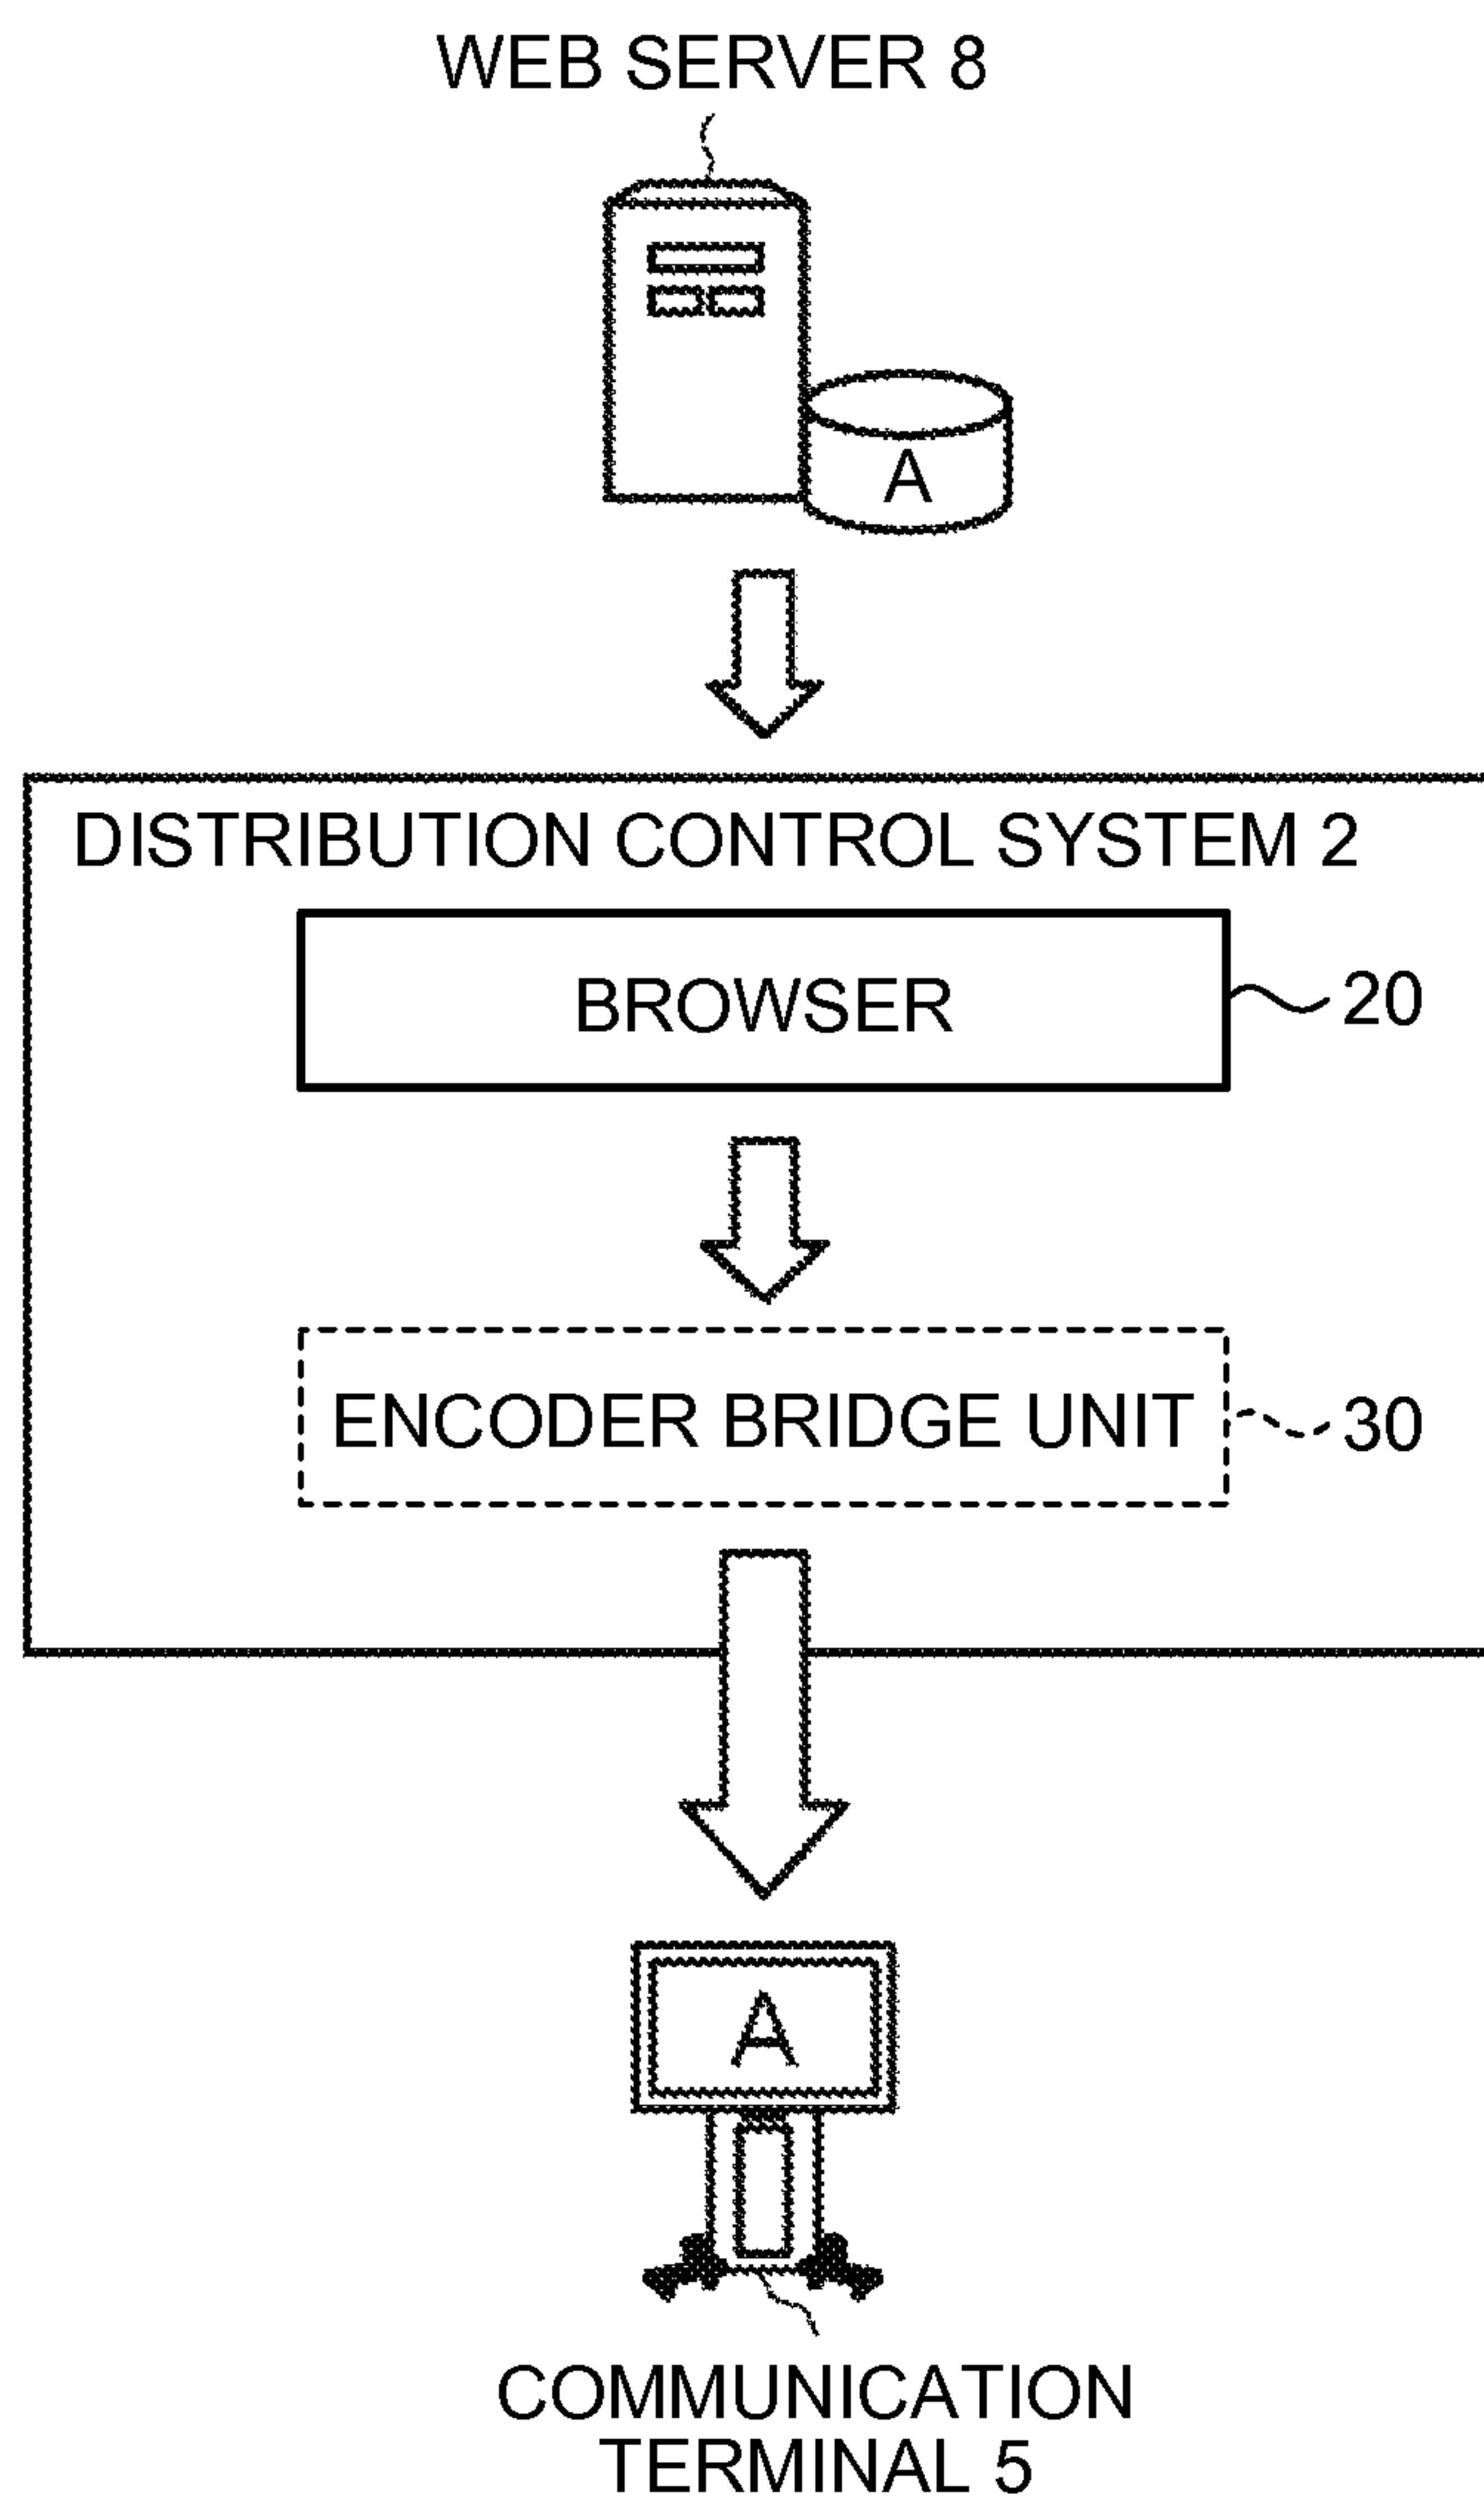 WEB SERVER 8
A
DISTRIBUTION CONTROL SYSTEM 2
BROWSER
20
ENCODER BRIDGE UNIT
30
A
COMMUNICATION
TERMINAL 5